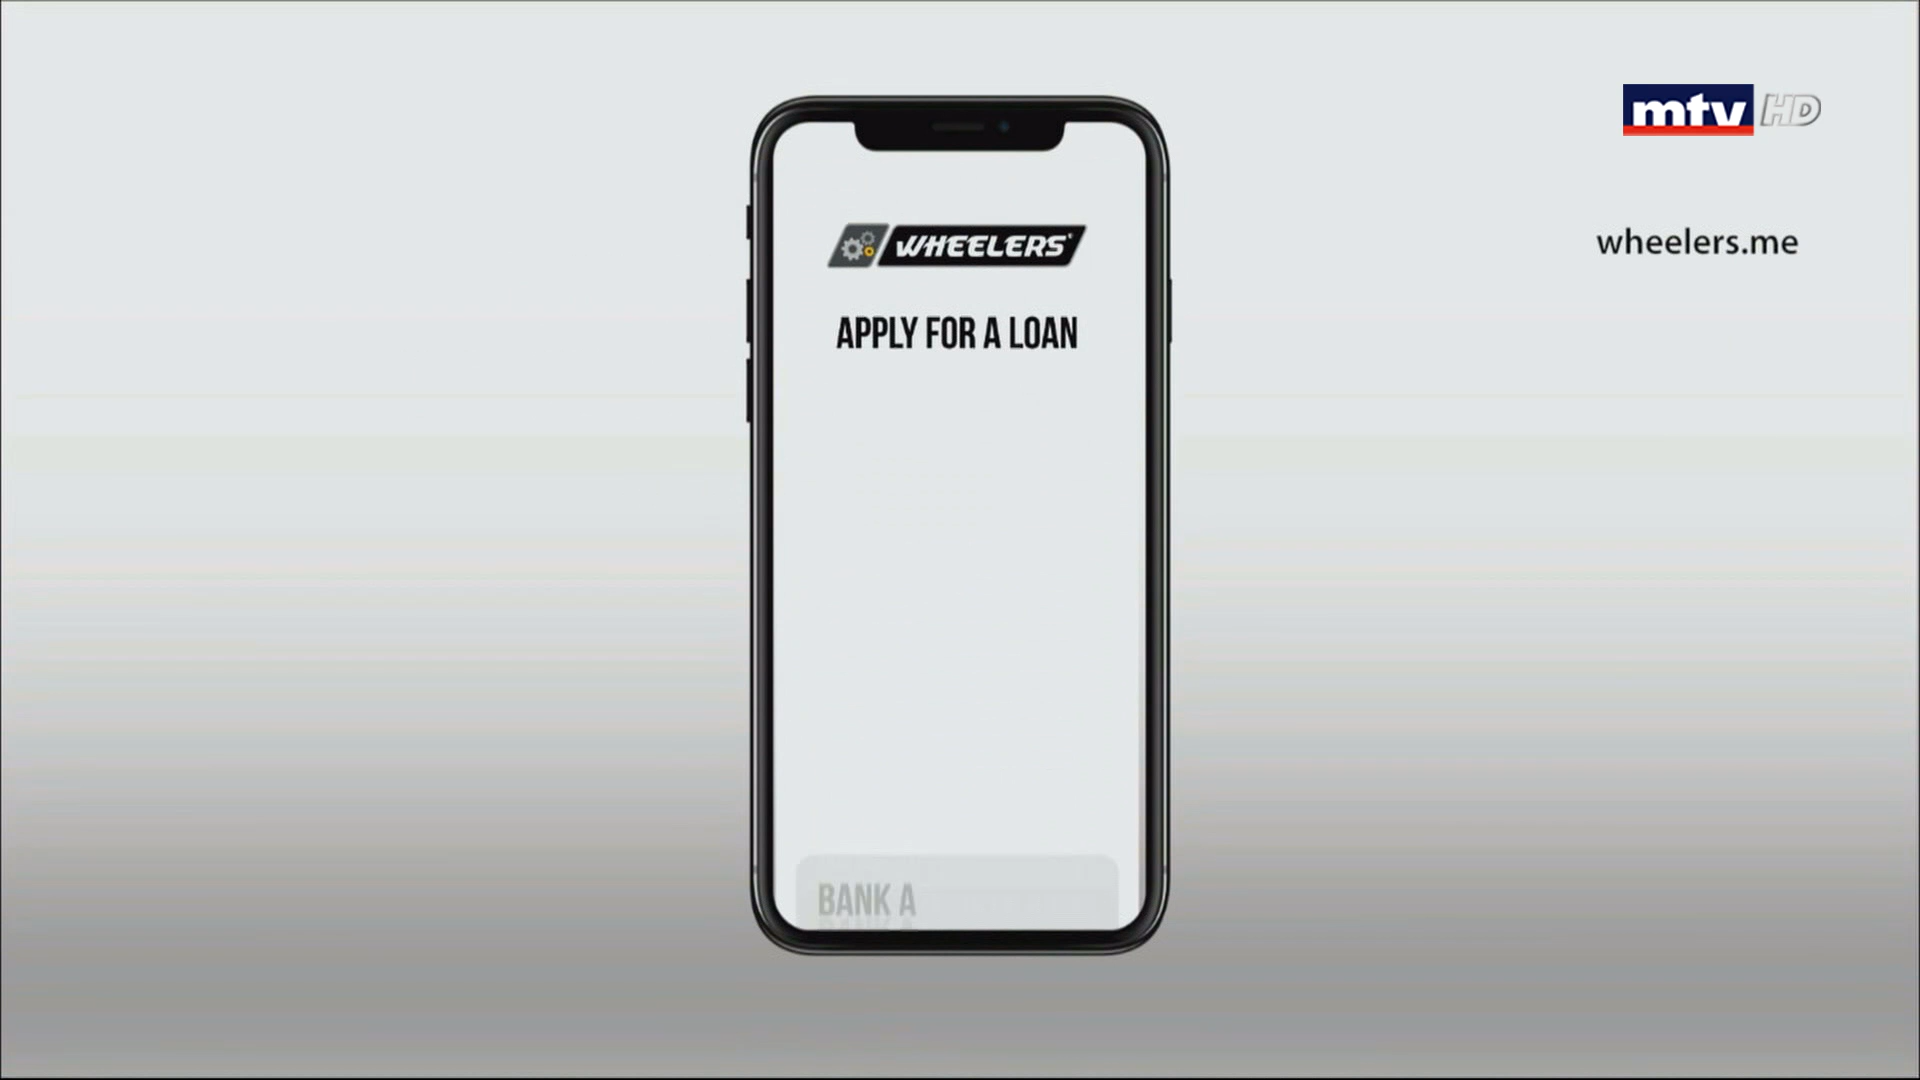 mtv HD
wheelers.me
WHEELERS®
APPLY FOR A LOAN
BANK A